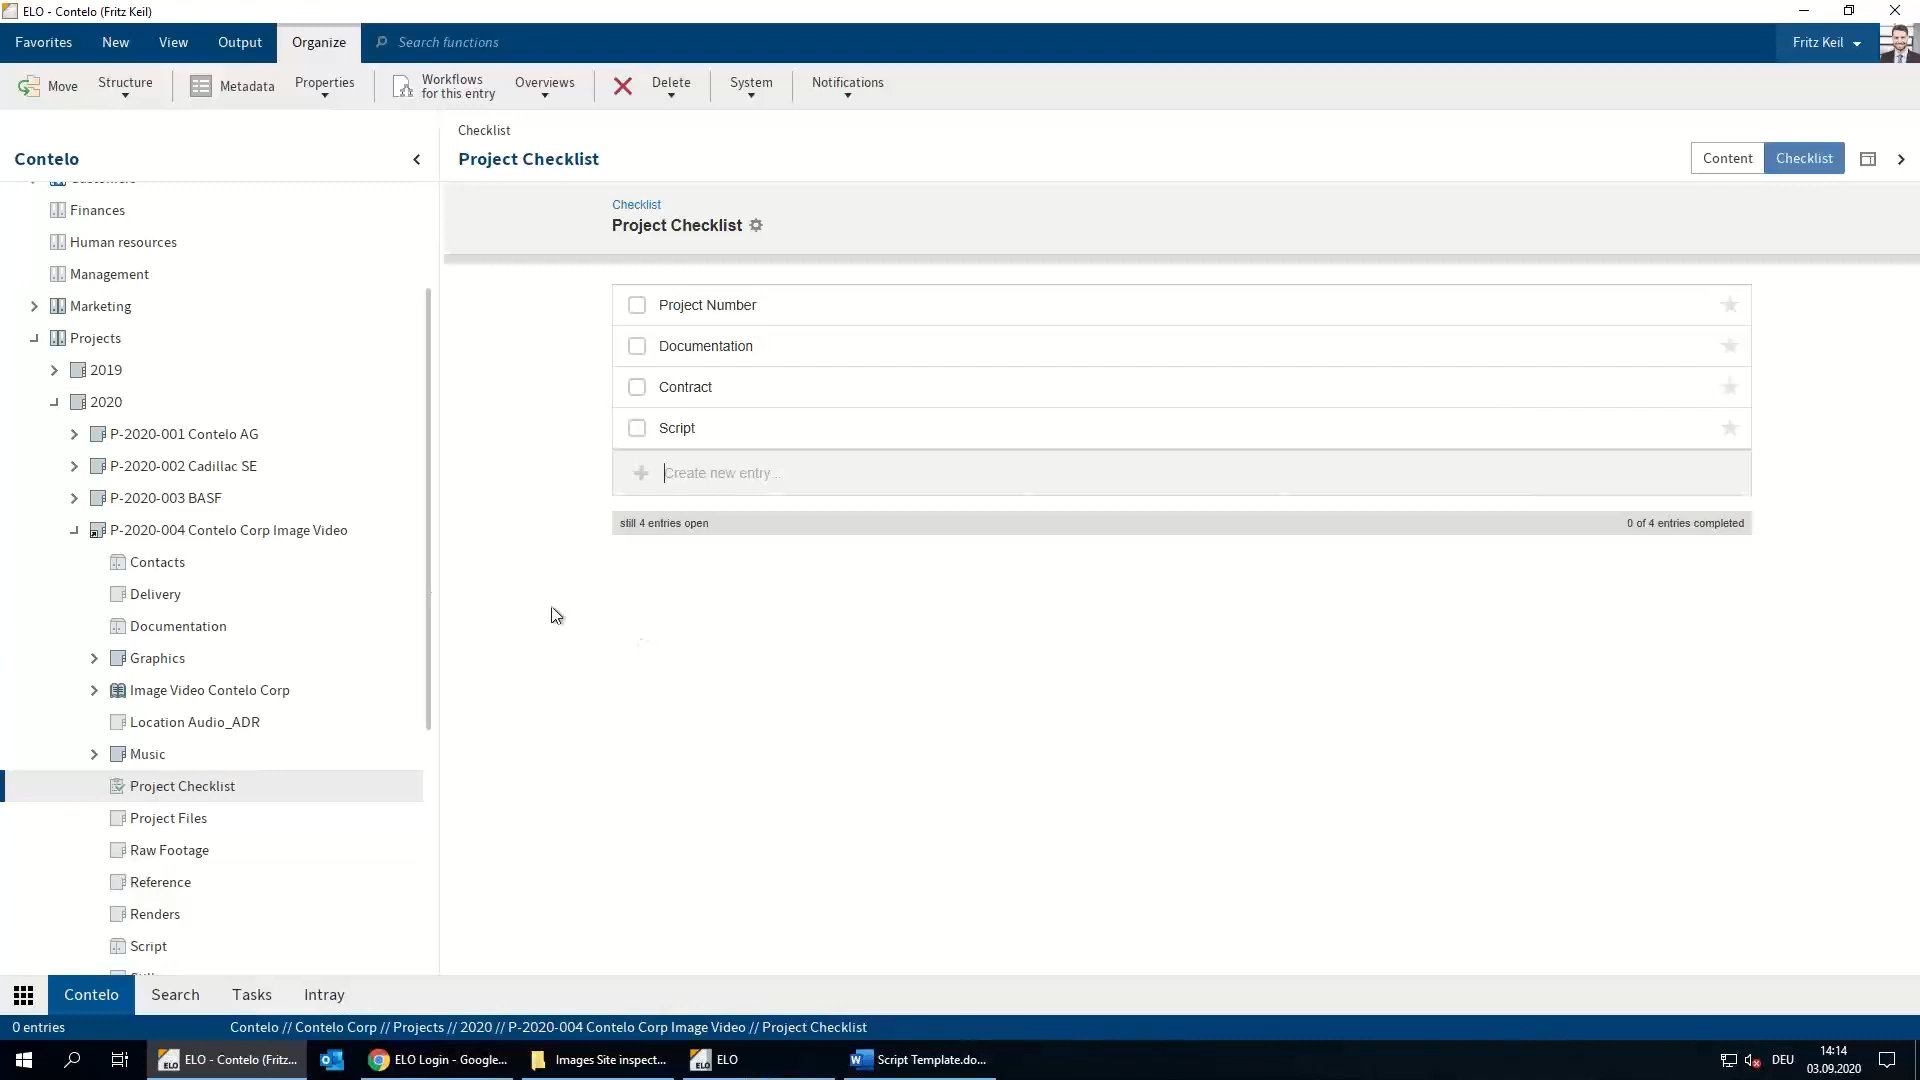 ELO - Contelo (Fritz Keil)
Favorites New View Output Organize Search functions Fritz Keil
Move Structure Metadata Properties Workflows for this entry Overviews Delete System Notifications
Contelo
Customers
Finances
Human resources
Management
Marketing
Projects
2019
2020
P-2020-001 Contelo AG
P-2020-002 Cadillac SE
P-2020-003 BASF
P-2020-004 Contelo Corp Image Video
Contacts
Delivery
Documentation
Graphics
Image Video Contelo Corp
Location Audio_ADR
Music
Project Checklist
Project Files
Raw Footage
Reference
Renders
Script
Checklist
Project Checklist
Content Checklist
Checklist
Project Checklist
Project Number
Documentation
Contract
Script
Create new entry...
still 4 entries open 0 of 4 entries completed
Contelo Search Tasks Intray
0 entries Contelo // Contelo Corp // Projects // 2020 // P-2020-004 Contelo Corp Image Video // Project Checklist
ELO - Contelo (Fritz... ELO Login - Google... Images Site inspect... ELO Script Template.do... DEU 14:14
03.09.2020